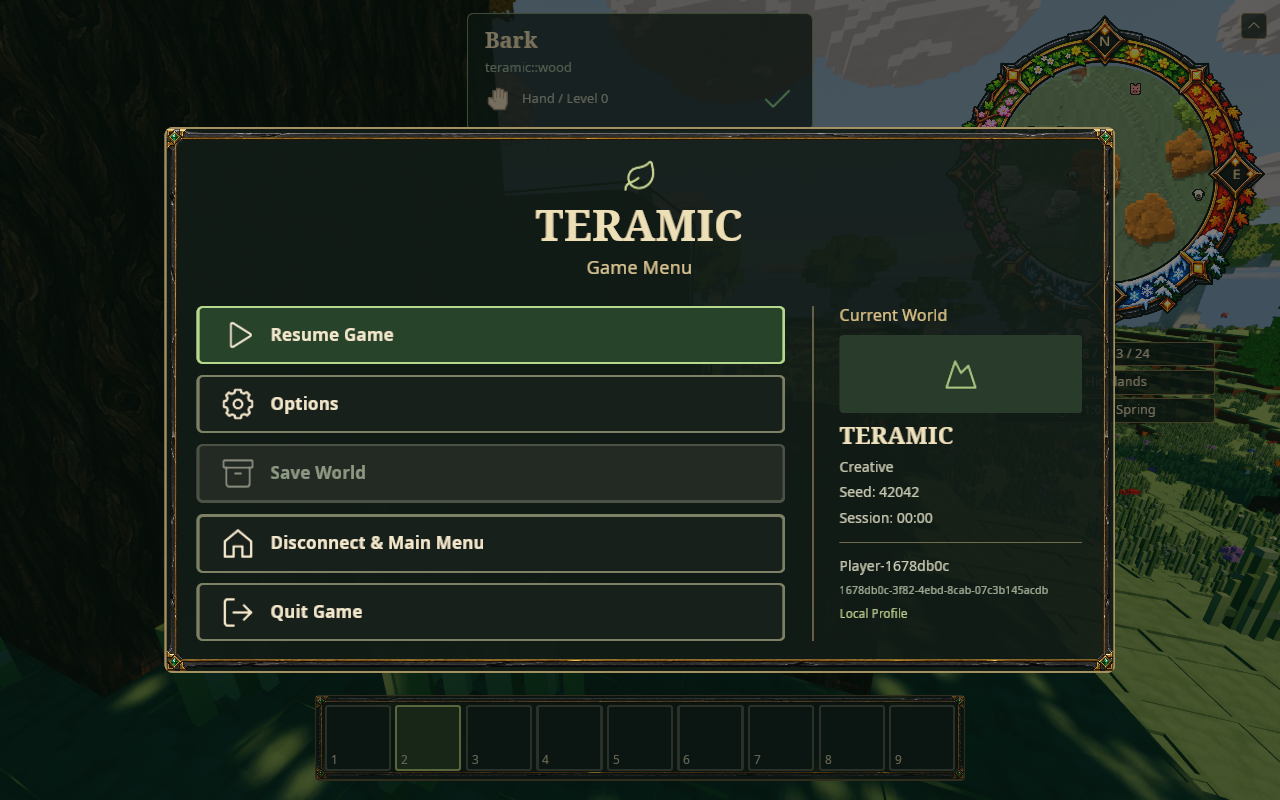 Bark
teramic::wood
Hand / Level 0
N
W
E
TERAMIC
Game Menu
Resume Game
Options
Save World
Disconnect & Main Menu
Quit Game
Current World
TERAMIC
Creative
Seed: 42042
Session: 00:00
Player-1678db0c
1678db0c-3f82-4ebd-8cab-07c3b145acdb
Local Profile
3 / 24
lands
Spring
1
2
3
4
5
6
7
8
9